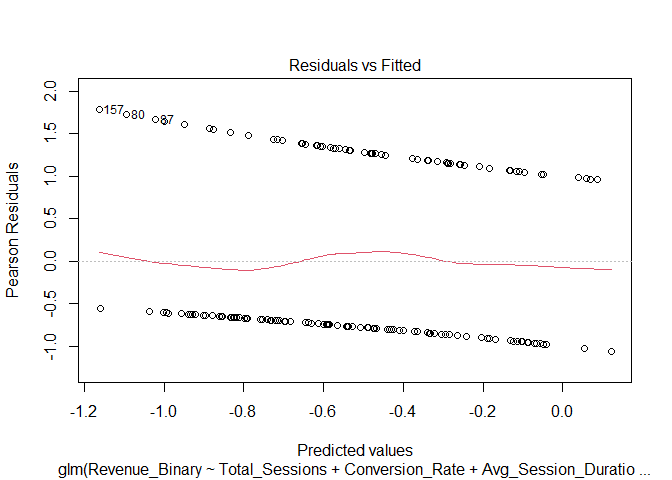 Residuals vs Fitted
Pearson Residuals
2.0
1.5
1.0
0.5
0.0
-0.5
-1.0
157
80
87
-1.2 -1.0 -0.8 -0.6 -0.4 -0.2 0.0
Predicted values
glm(Revenue_Binary ~ Total_Sessions + Conversion_Rate + Avg_Session_Duratio ...